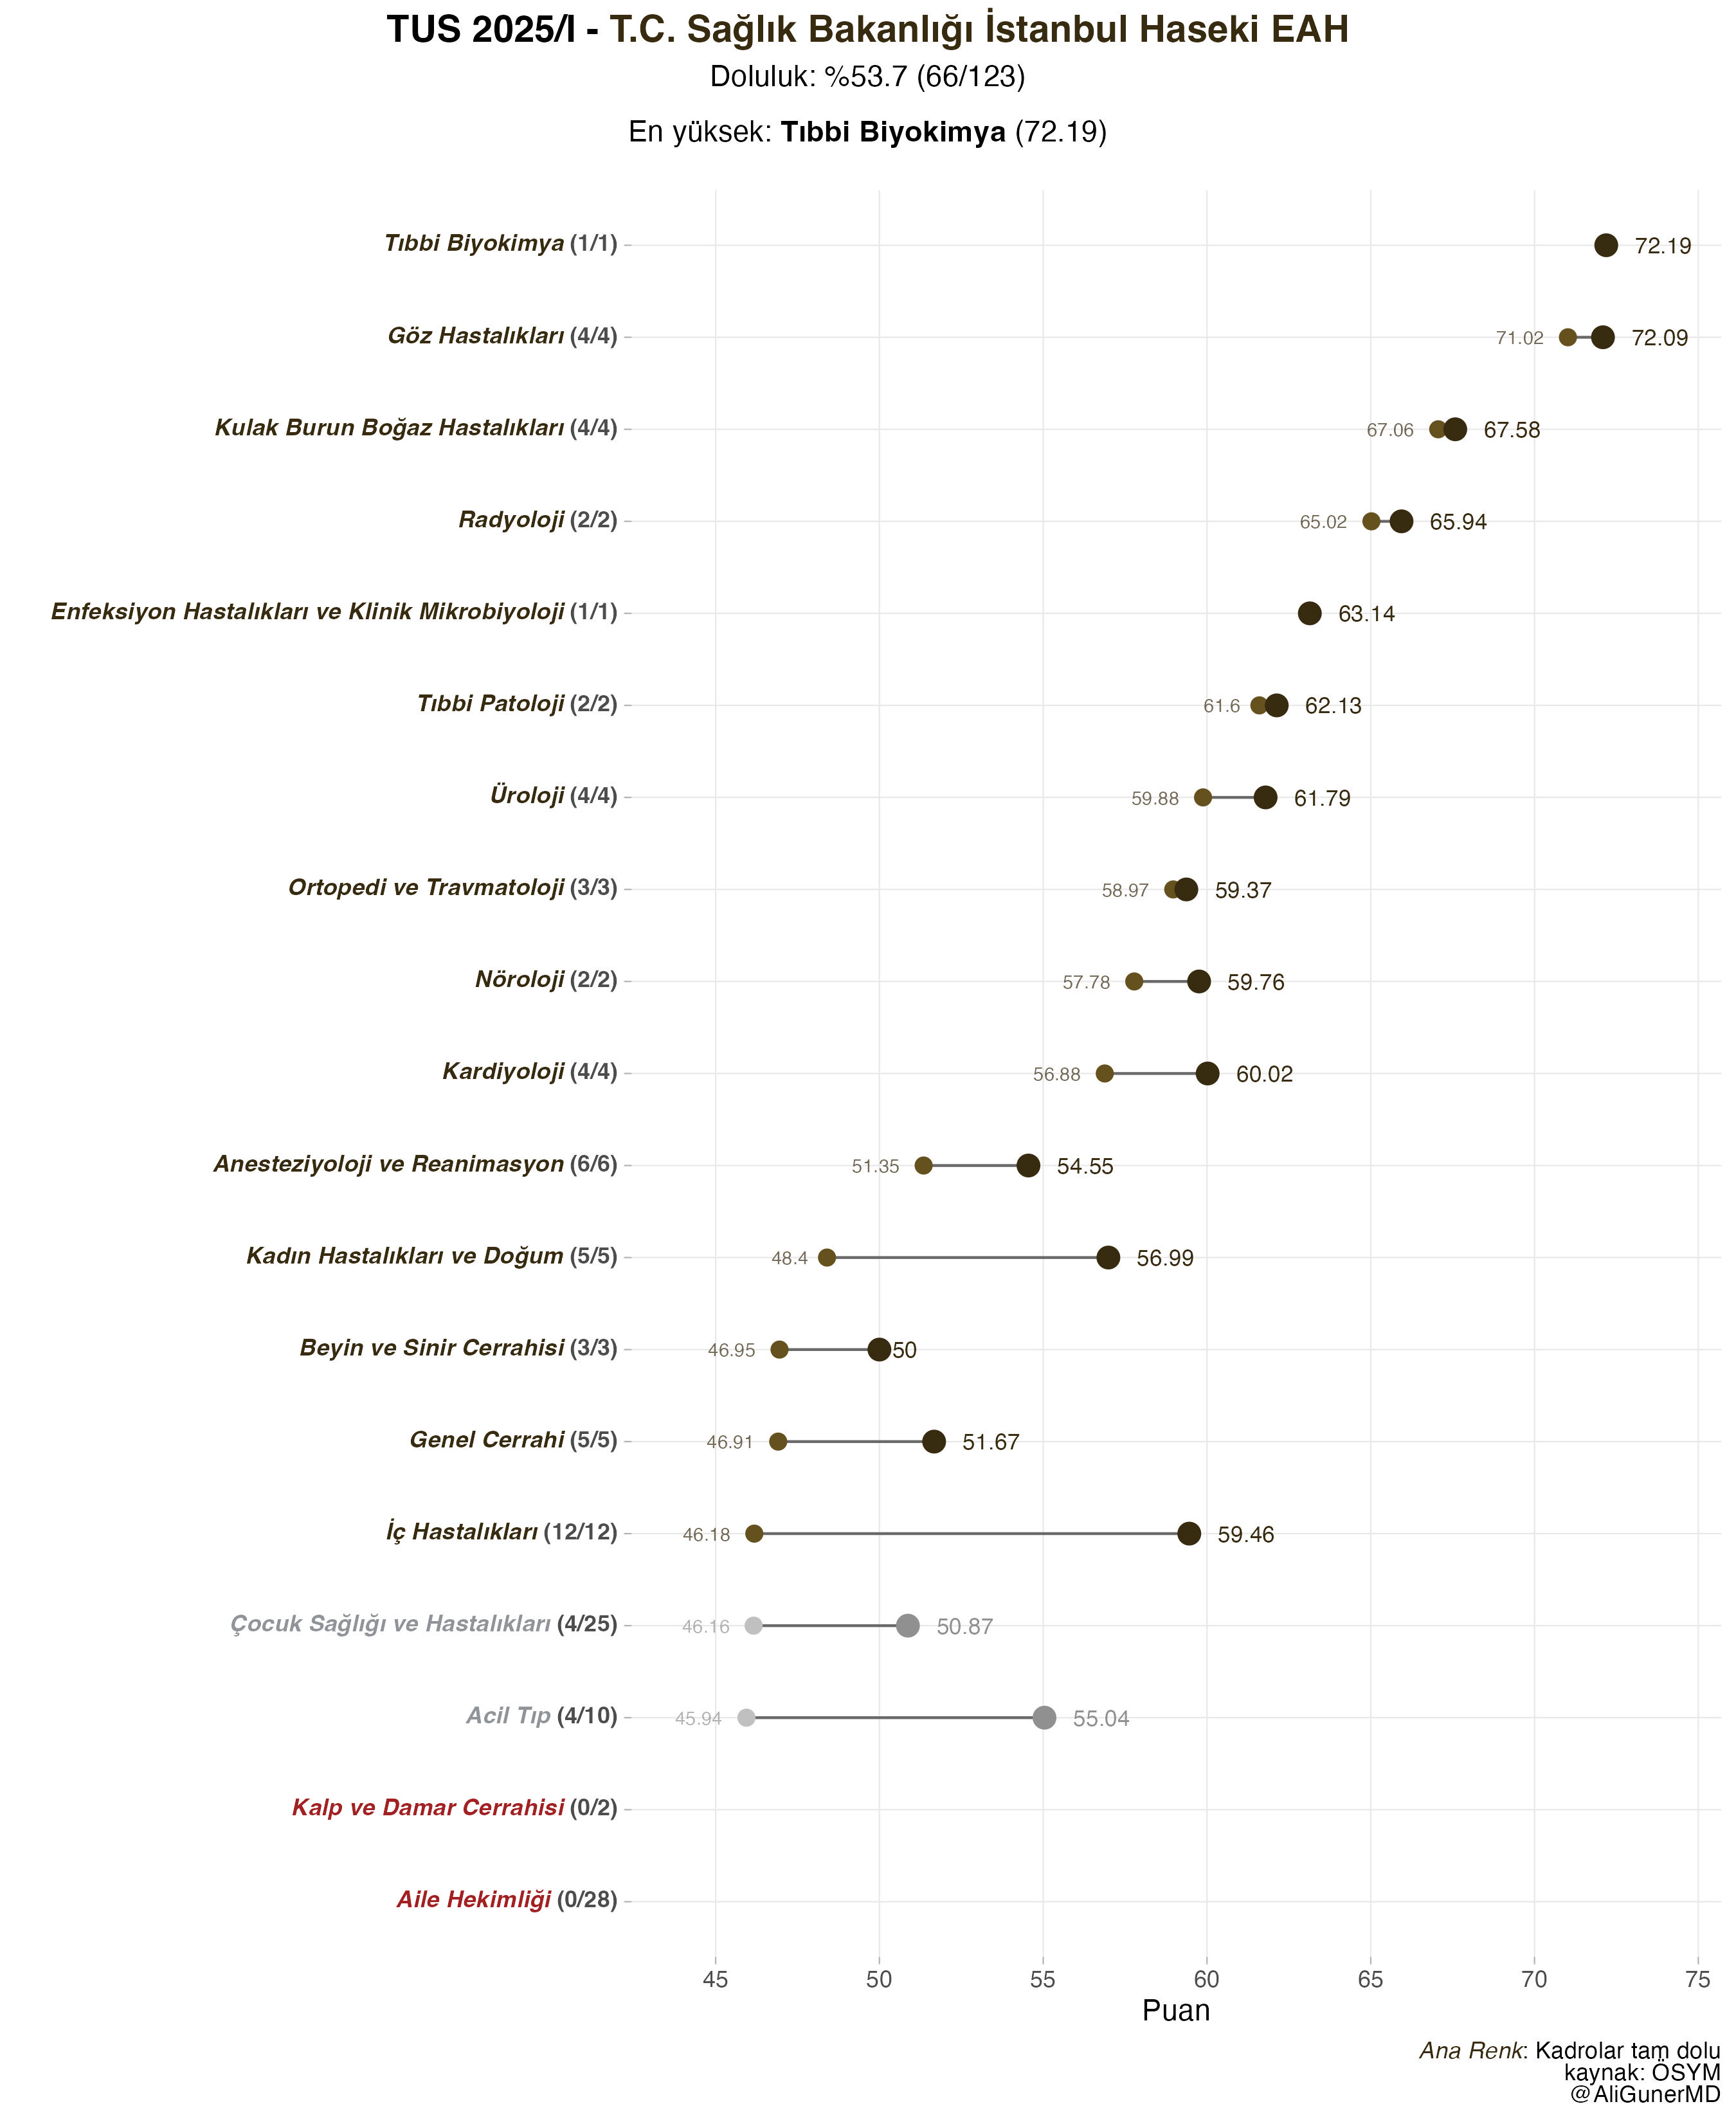 TUS 2025/I - T.C. Sağlık Bakanlığı İstanbul Haseki EAH
Doluluk: %53.7 (66/123)
En yüksek: Tıbbi Biyokimya (72.19)
Tıbbi Biyokimya (1/1) 72.19
Göz Hastalıkları (4/4) 71.02 72.09
Kulak Burun Boğaz Hastalıkları (4/4) 67.06 67.58
Radyoloji (2/2) 65.02 65.94
Enfeksiyon Hastalıkları ve Klinik Mikrobiyoloji (1/1) 63.14
Tıbbi Patoloji (2/2) 61.6 62.13
Üroloji (4/4) 59.88 61.79
Ortopedi ve Travmatoloji (3/3) 58.97 59.37
Nöroloji (2/2) 57.78 59.76
Kardiyoloji (4/4) 56.88 60.02
Anesteziyoloji ve Reanimasyon (6/6) 51.35 54.55
Kadın Hastalıkları ve Doğum (5/5) 48.4 56.99
Beyin ve Sinir Cerrahisi (3/3) 46.95 50
Genel Cerrahi (5/5) 46.91 51.67
İç Hastalıkları (12/12) 46.18 59.46
Çocuk Sağlığı ve Hastalıkları (4/25) 46.16 50.87
Acil Tıp (4/10) 45.94 55.04
Kalp ve Damar Cerrahisi (0/2)
Aile Hekimliği (0/28)
45 50 55 60 65 70 75
Puan
Ana Renk: Kadrolar tam dolu
kaynak: ÖSYM
@AliGunerMD